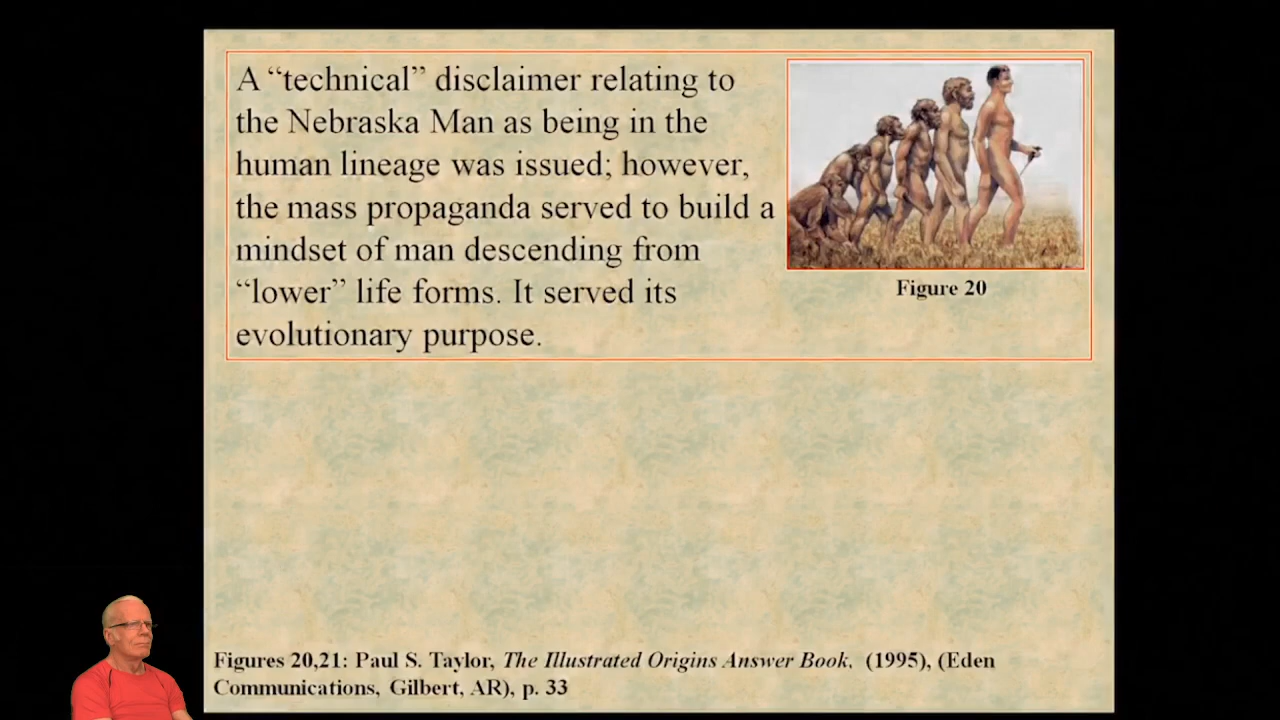 A “technical” disclaimer relating to
the Nebraska Man as being in the
human lineage was issued; however,
the mass propaganda served to build a
mindset of man descending from
“lower” life forms. It served its
evolutionary purpose.
Figure 20
Figures 20,21: Paul S. Taylor, The Illustrated Origins Answer Book, (1995), (Eden
Communications, Gilbert, AR), p. 33